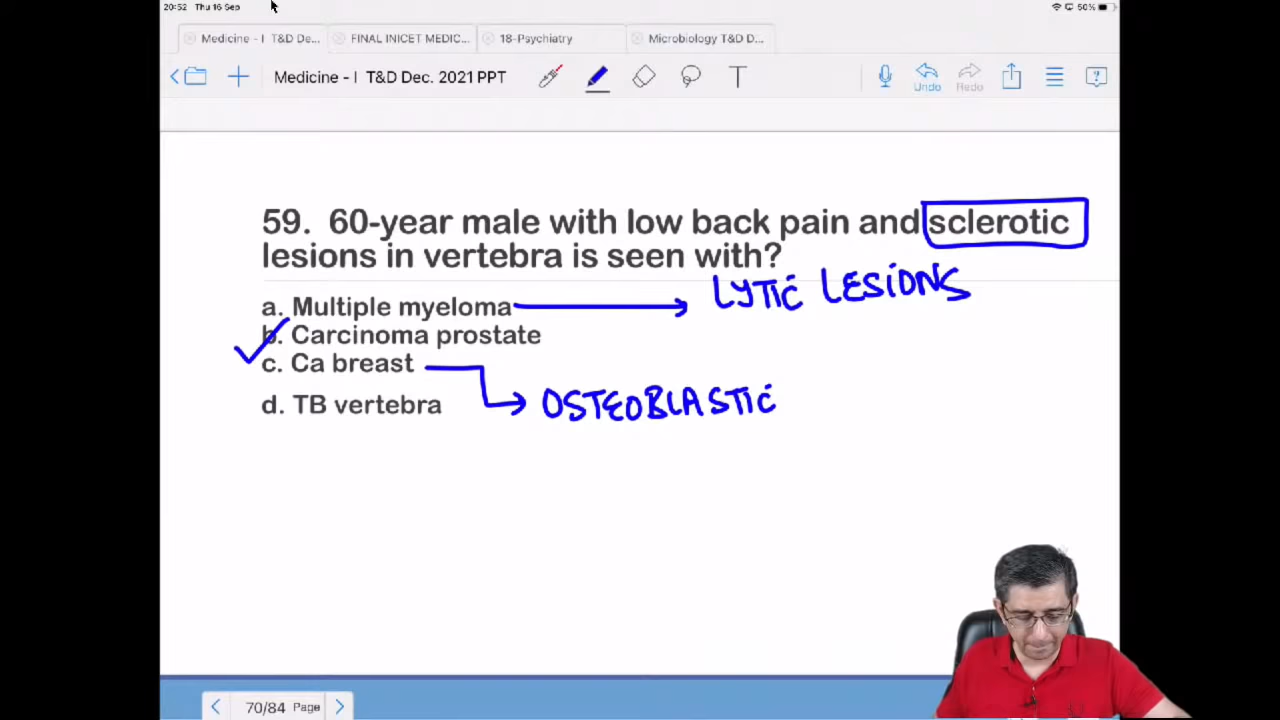 20:52 Thu 16 Sep
50%
Medicine - I T&D De...
FINAL INICET MEDIC...
18-Psychiatry
Microbiology T&D D...
Medicine - I T&D Dec. 2021 PPT
T
Undo
Redo
?
59. 60-year male with low back pain and sclerotic
lesions in vertebra is seen with?
a. Multiple myeloma
LYTIC LESIONS
b. Carcinoma prostate
c. Ca breast
OSTEOBLASTIC
d. TB vertebra
70/84 Page